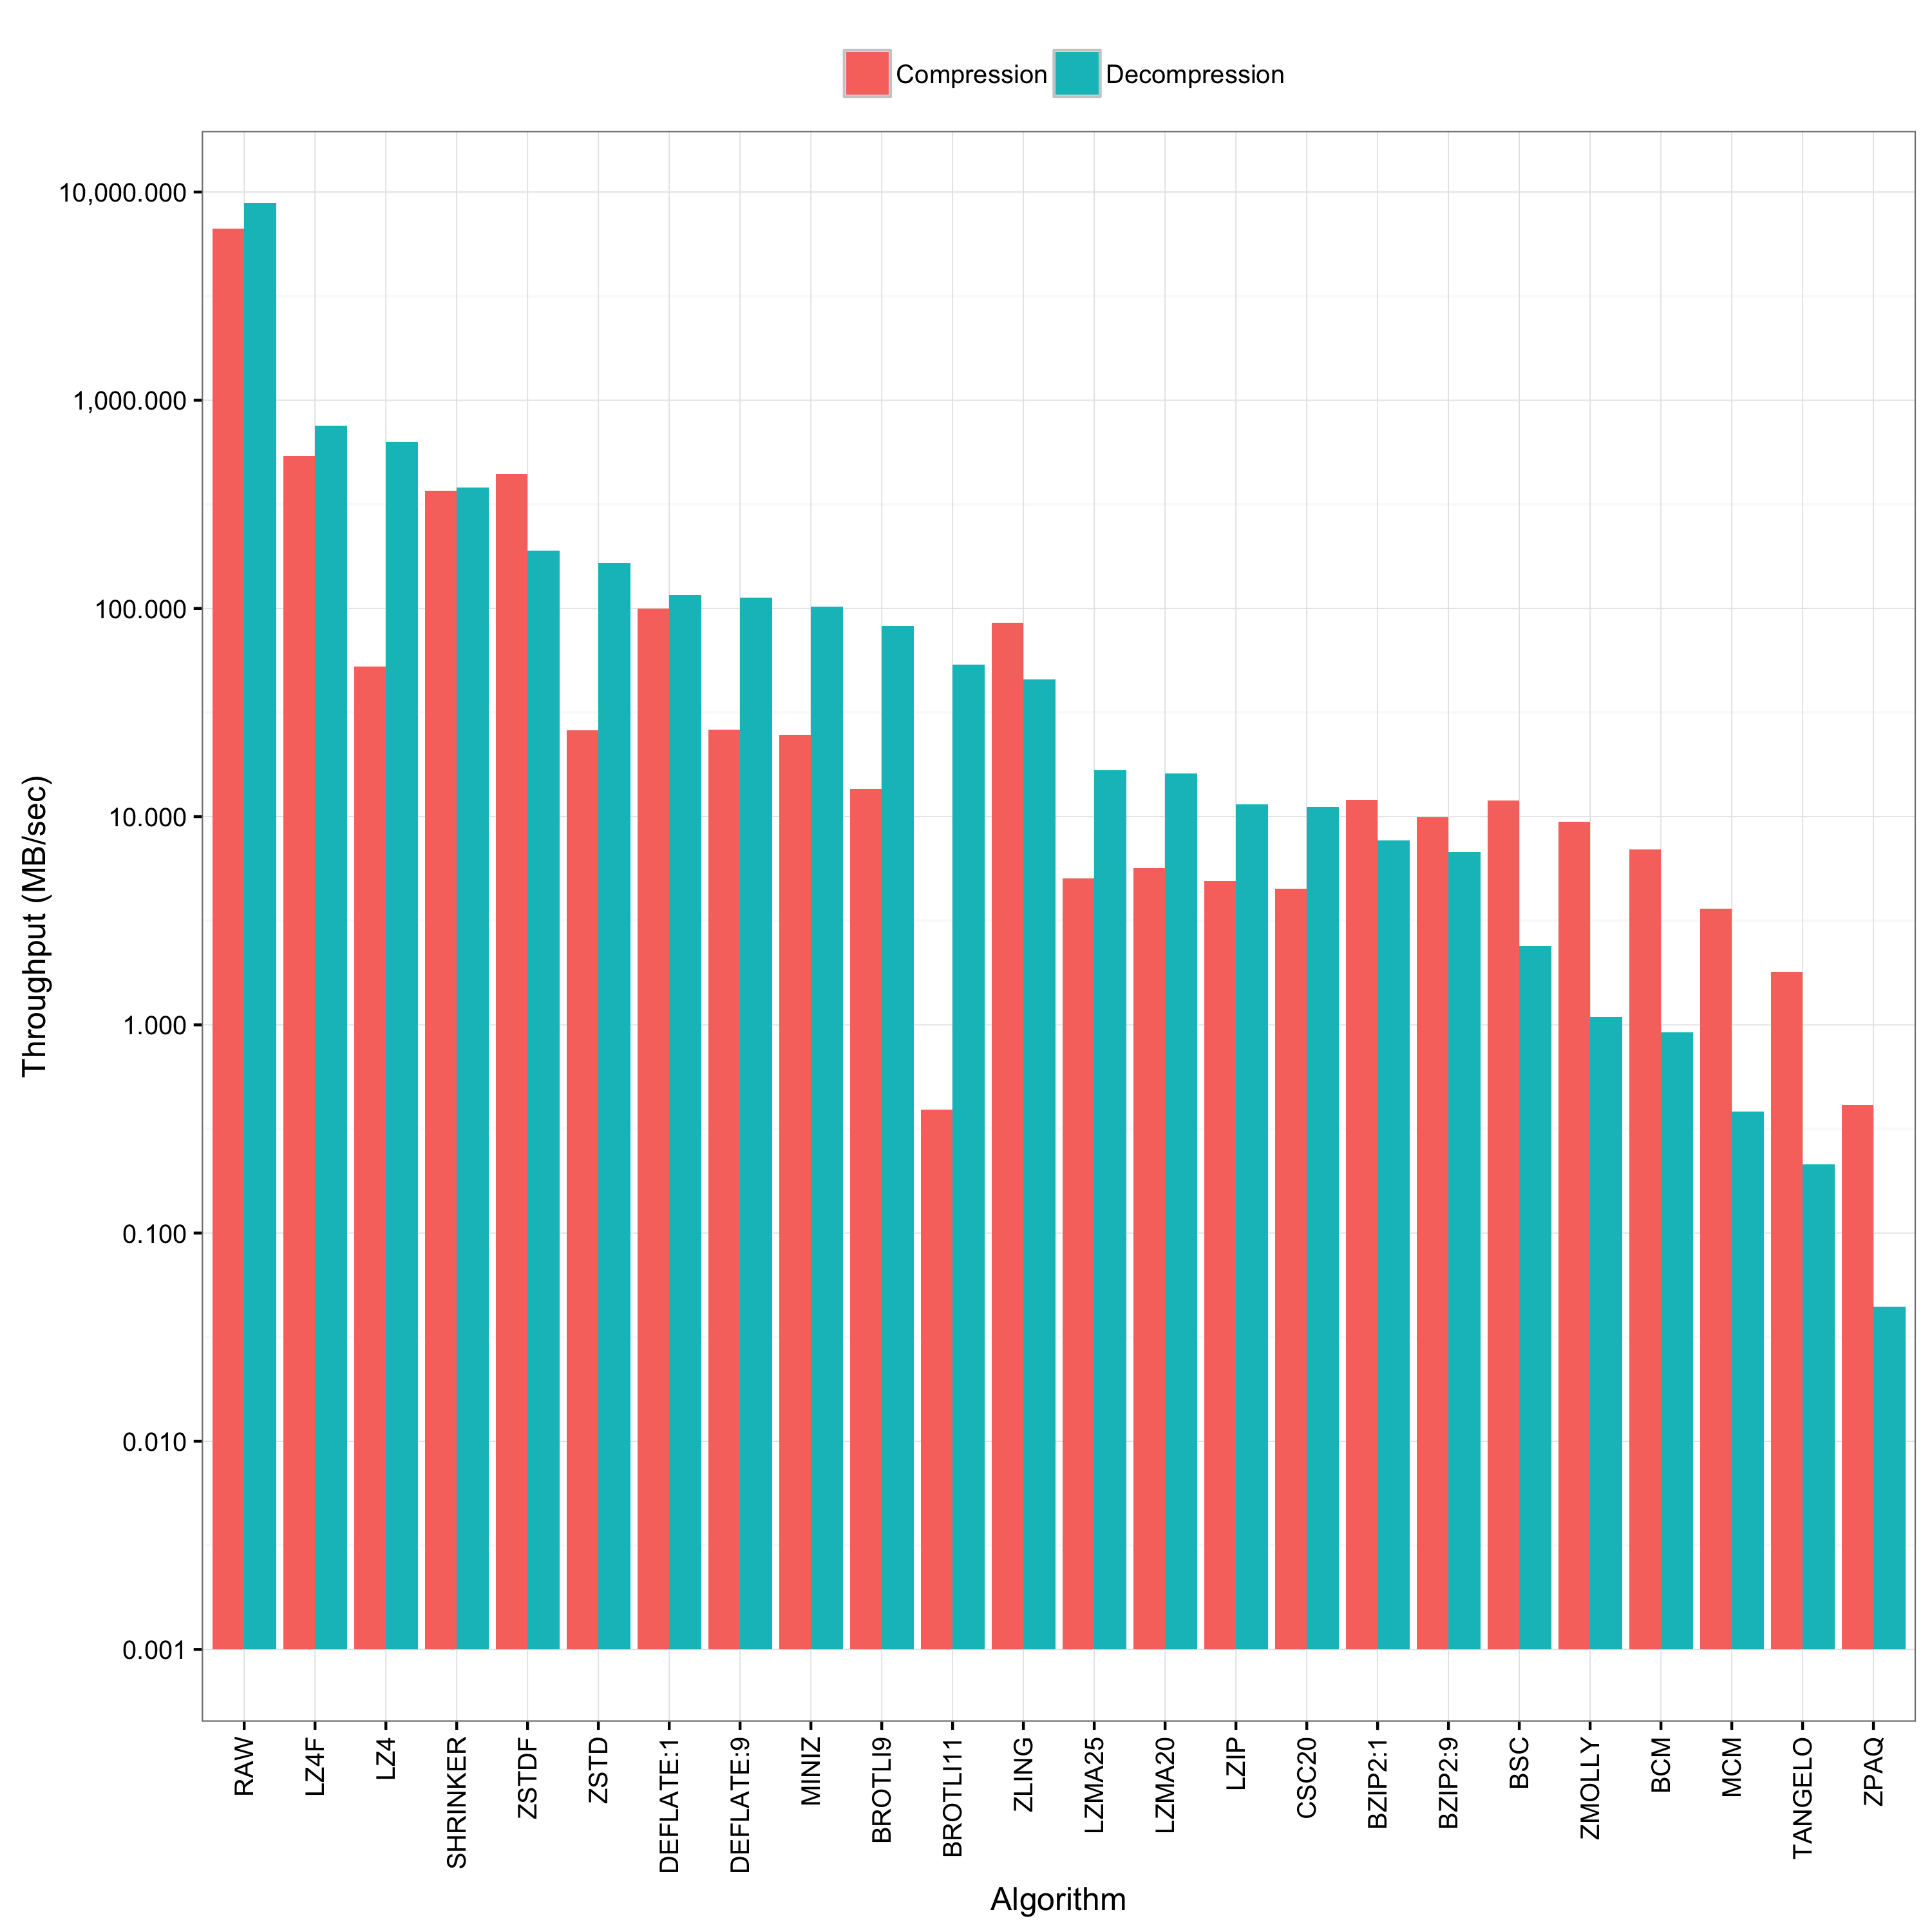 Compression Decompression
10,000.000
1,000.000
100.000
10.000
1.000
0.100
0.010
0.001
Throughput (MB/sec)
RAW
LZ4F
LZ4
SHRINKER
ZSTDF
ZSTD
DEFLATE:1
DEFLATE:9
MINIZ
BROTLI9
BROTLI11
ZLING
LZMA25
LZMA20
LZIP
CSC20
BZIP2:1
BZIP2:9
BSC
ZMOLLY
BCM
MCM
TANGELO
ZPAQ
Algorithm